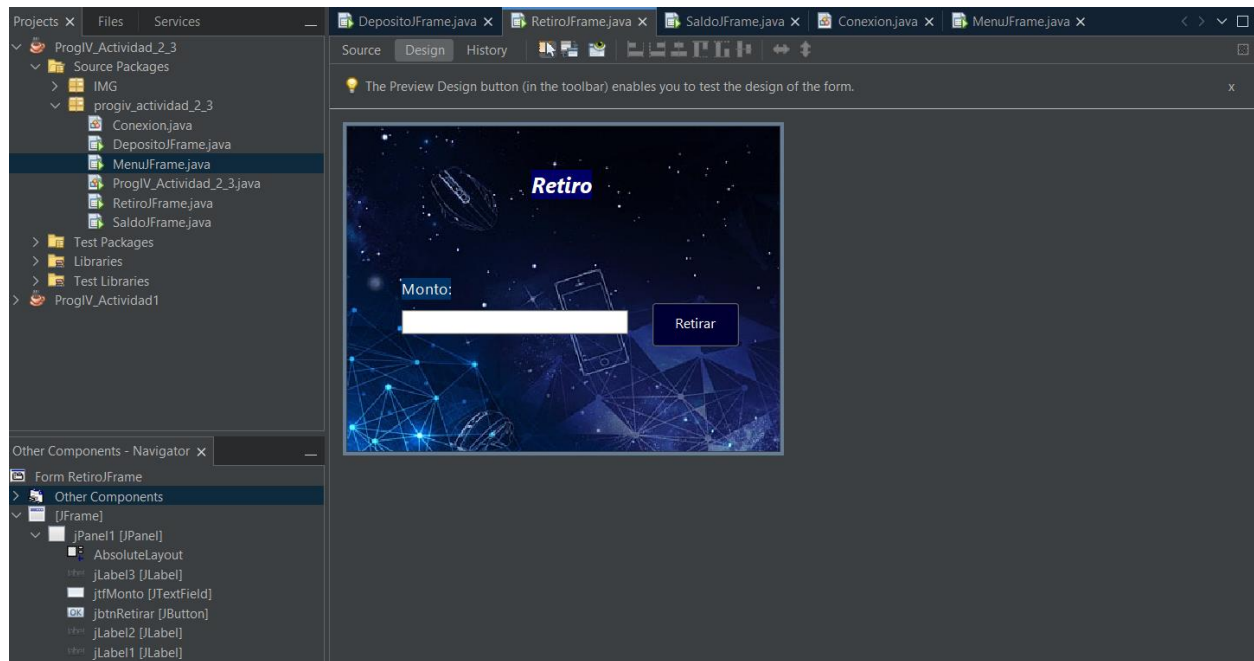 Projects Files Services
ProgIV_Actividad_2_3
Source Packages
IMG
progiv_actividad_2_3
Conexion.java
DepositoJFrame.java
MenuJFrame.java
ProgIV_Actividad_2_3.java
RetiroJFrame.java
SaldoJFrame.java
Test Packages
Libraries
Test Libraries
ProgIV_Actividad1
Other Components - Navigator
Form RetiroJFrame
Other Components
[JFrame]
jPanel1 [JPanel]
AbsoluteLayout
jLabel3 [JLabel]
jtfMonto [JTextField]
OK jbtnRetirar [JButton]
jLabel2 [JLabel]
jLabel1 [JLabel]
DepositoJFrame.java RetiroJFrame.java SaldoJFrame.java Conexion.java MenuJFrame.java
Source Design History
The Preview Design button (in the toolbar) enables you to test the design of the form. x
Retiro
Monto:
Retirar